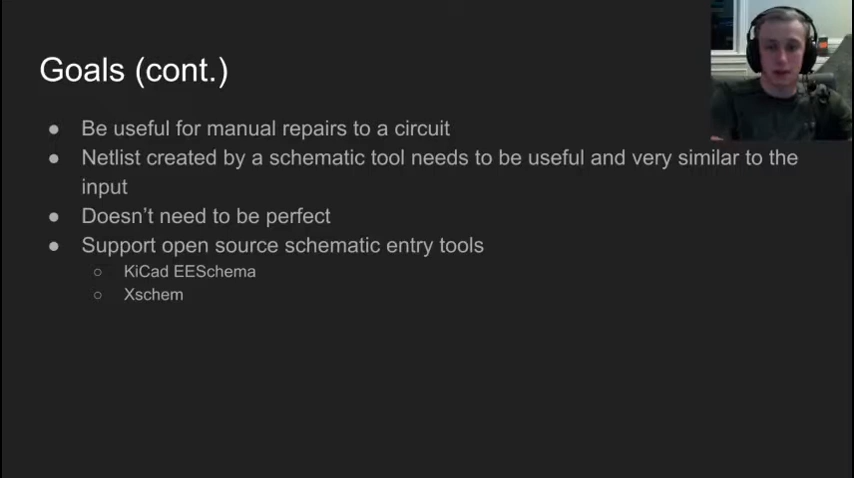 Goals (cont.)
● Be useful for manual repairs to a circuit
● Netlist created by a schematic tool needs to be useful and very similar to the
input
● Doesn’t need to be perfect
● Support open source schematic entry tools
○ KiCad EESchema
○ Xschem